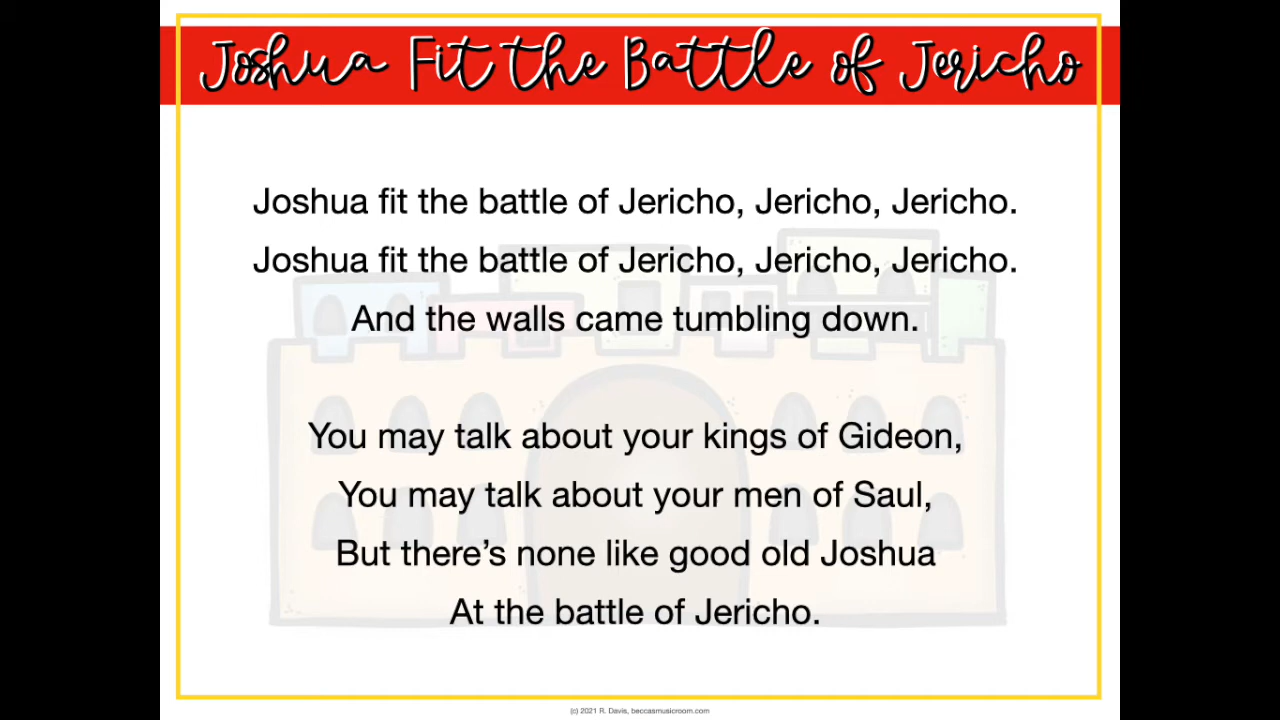 Joshua Fit the Battle of Jericho
Joshua fit the battle of Jericho, Jericho, Jericho.
Joshua fit the battle of Jericho, Jericho, Jericho.
And the walls came tumbling down.
You may talk about your kings of Gideon,
You may talk about your men of Saul,
But there’s none like good old Joshua
At the battle of Jericho.
(c) 2021 R. Davis, beccasmusicroom.com